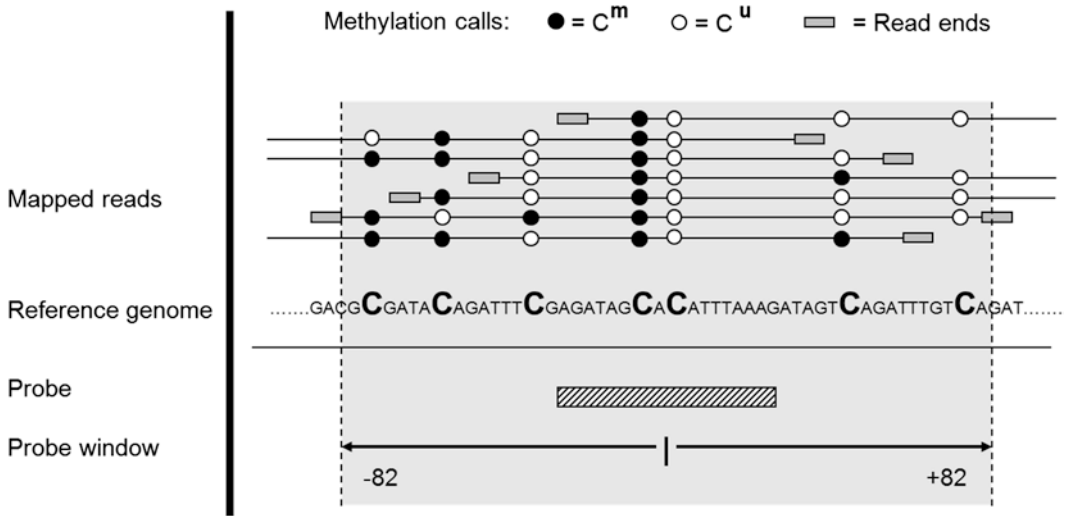 Methylation calls: ● = C^m ○ = C^u = Read ends
Mapped reads
Reference genome
.......GACGCGATACAGATTTCGAGATAGCACATTTAAAGATAGTCAGATTTGTCAGAT.......
Probe
Probe window
-82 +82